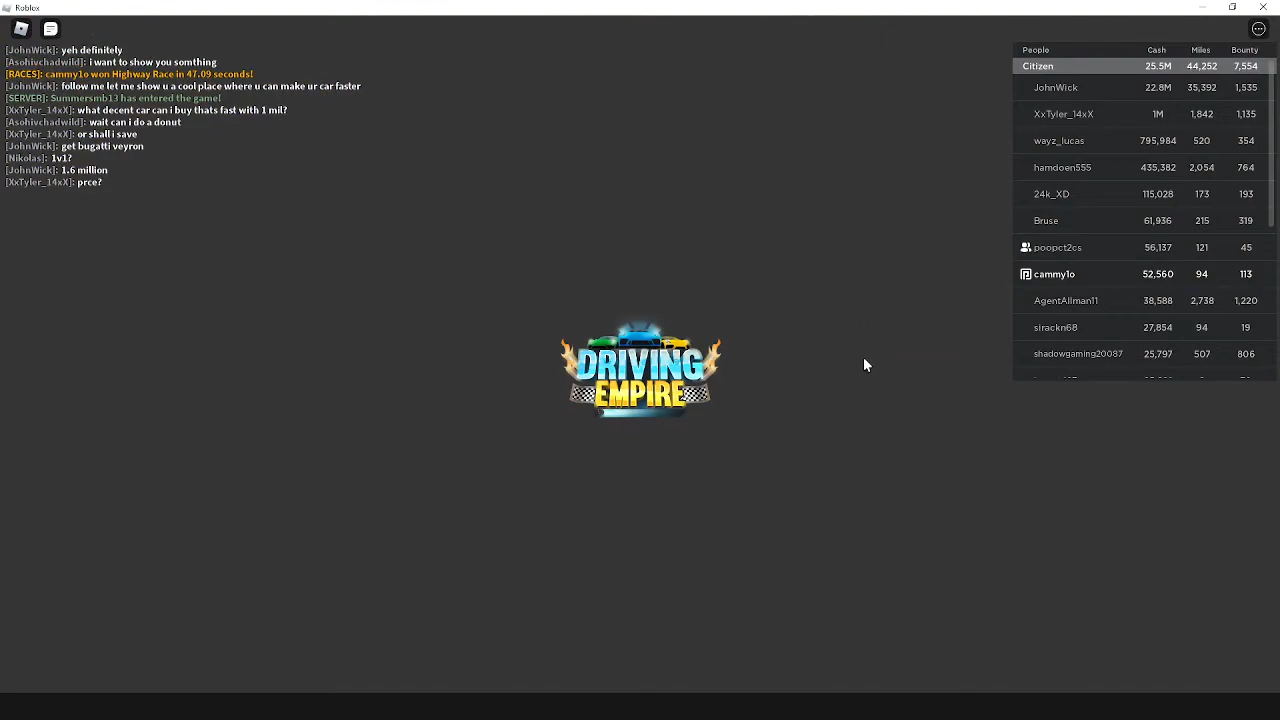 Roblox
[JohnWick]: yeh definitely
[Asohivchadwild]: i want to show you somthing
[RACES]: cammy1o won Highway Race in 47.09 seconds!
[JohnWick]: follow me let me show u a cool place where u can make ur car faster
[SERVER]: Summersmb13 has entered the game!
[XxTyler_14xX]: what decent car can i buy thats fast with 1 mil?
[Asohivchadwild]: wait can i do a donut
[XxTyler_14xX]: or shall i save
[JohnWick]: get bugatti veyron
[Nikolas]: 1v1?
[JohnWick]: 1.6 million
[XxTyler_14xX]: prce?
People Cash Miles Bounty
Citizen 25.5M 44,252 7,554
JohnWick 22.8M 35,392 1,535
XxTyler_14xX 1M 1,842 1,135
wayz_lucas 795,984 520 354
hamdoen555 435,382 2,054 764
24k_XD 115,028 173 193
Bruse 61,936 215 319
poopct2cs 56,137 121 45
cammy1o 52,560 94 113
AgentAllman11 38,588 2,738 1,220
sirackn68 27,854 94 19
shadowgaming20087 25,797 507 806
DRIVING
EMPIRE